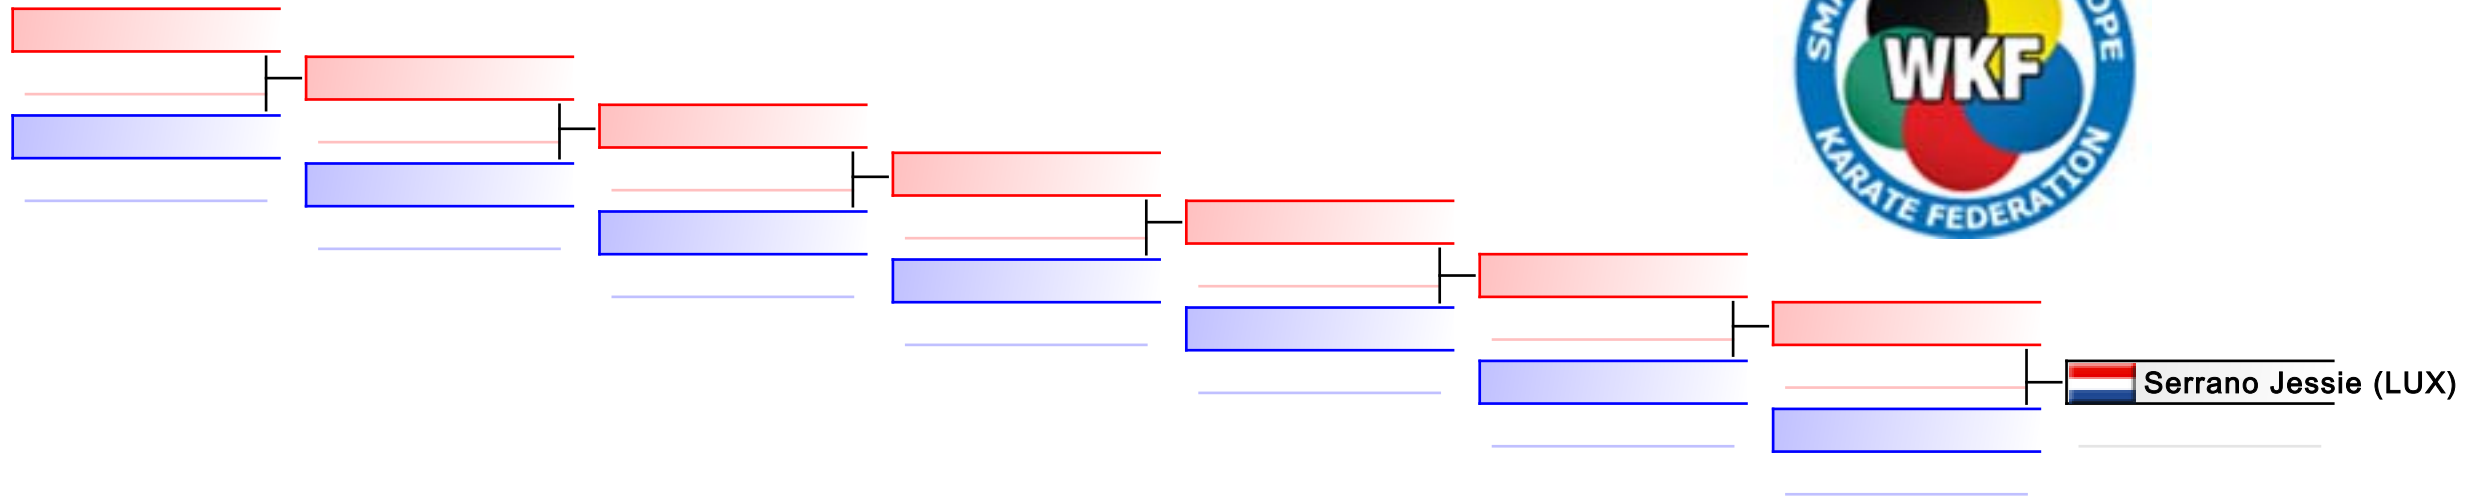 WKF
KARATE FEDERATION
Serrano Jessie (LUX)